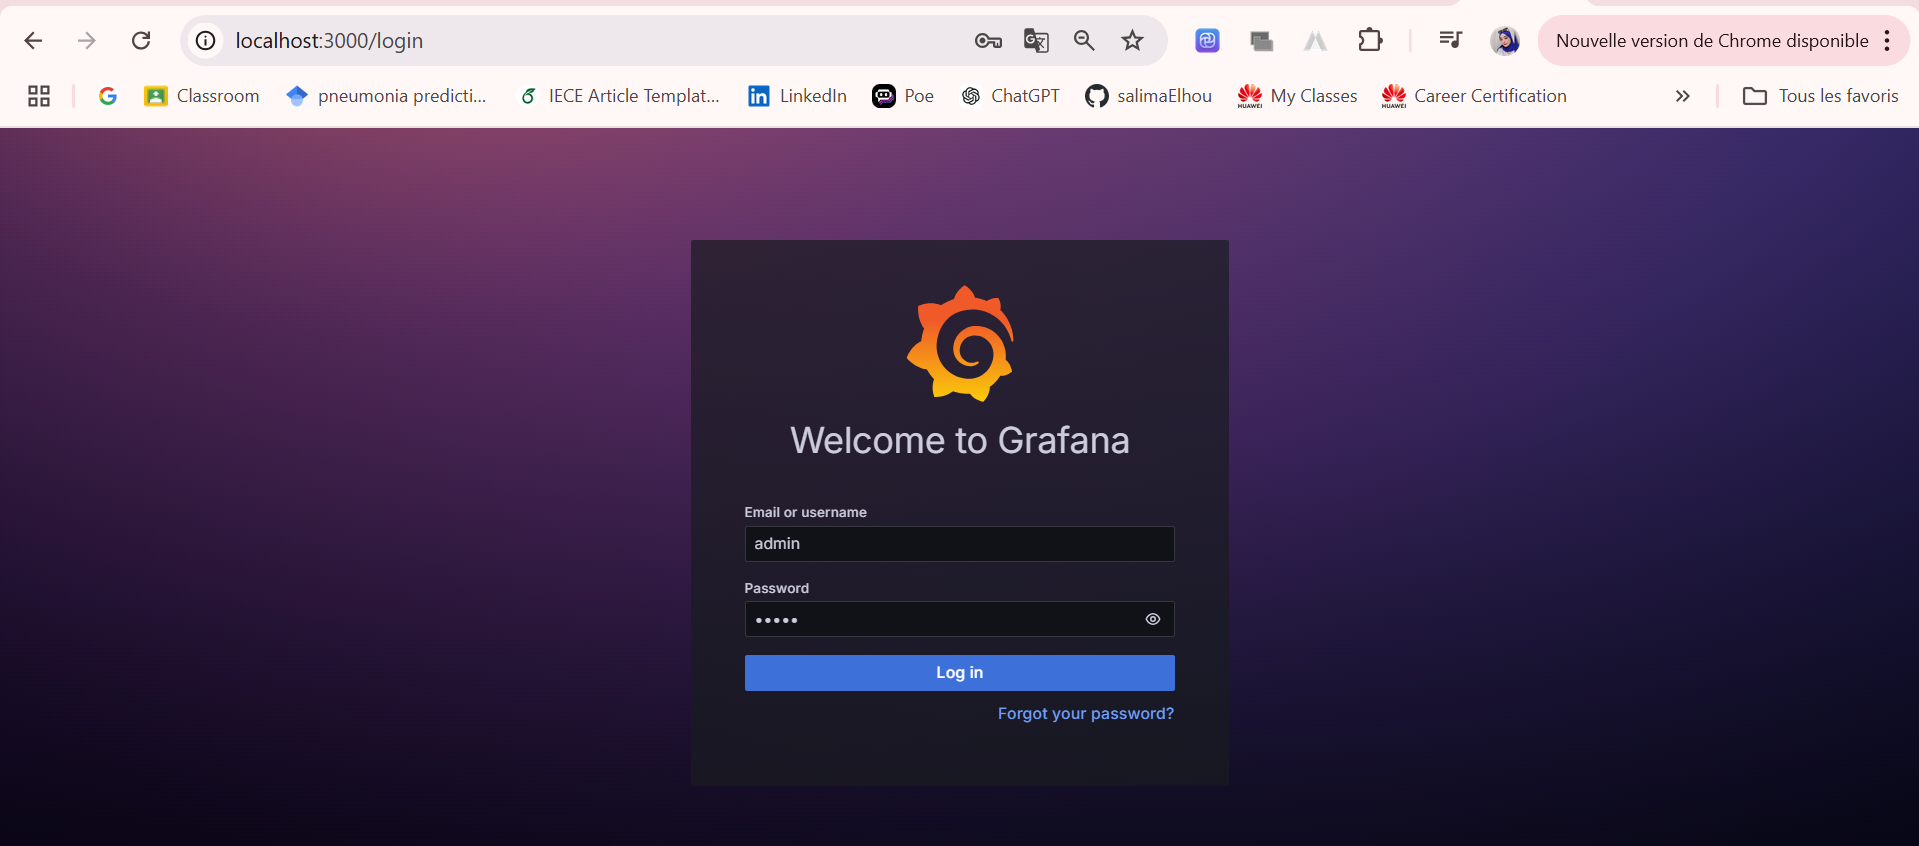 localhost:3000/login
Nouvelle version de Chrome disponible
Classroom
pneumonia predicti...
IECE Article Templat...
LinkedIn
Poe
ChatGPT
salimaElhou
HUAWEI
My Classes
HUAWEI
Career Certification
Tous les favoris
Welcome to Grafana
Email or username
admin
Password
•••••
Log in
Forgot your password?